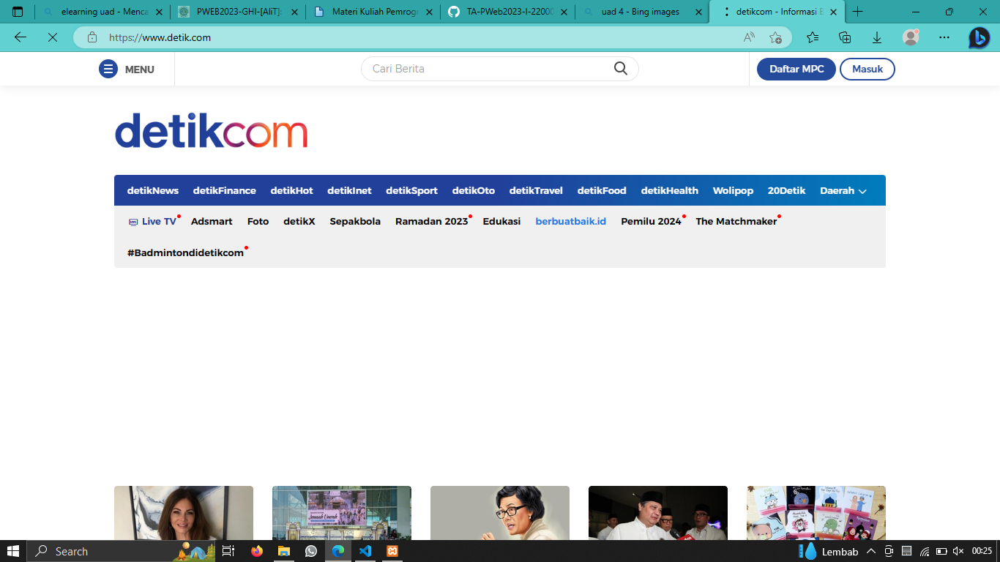 elearning uad - Menca
PWEB2023-GHI-[AliT]:
Materi Kuliah Pemrogr
TA-PWeb2023-I-22000
uad 4 - Bing images
detikcom - Informasi B
https://www.detik.com
MENU
Cari Berita
Daftar MPC
Masuk
detikcom
detikNews detikFinance detikHot detikInet detikSport detikOto detikTravel detikFood detikHealth Wolipop 20Detik Daerah
Live TV Adsmart Foto detikX Sepakbola Ramadan 2023 Edukasi berbuatbaik.id Pemilu 2024 The Matchmaker
#Badmintondidetikcom
Jemaah Umrah
Search
Lembab
00:25